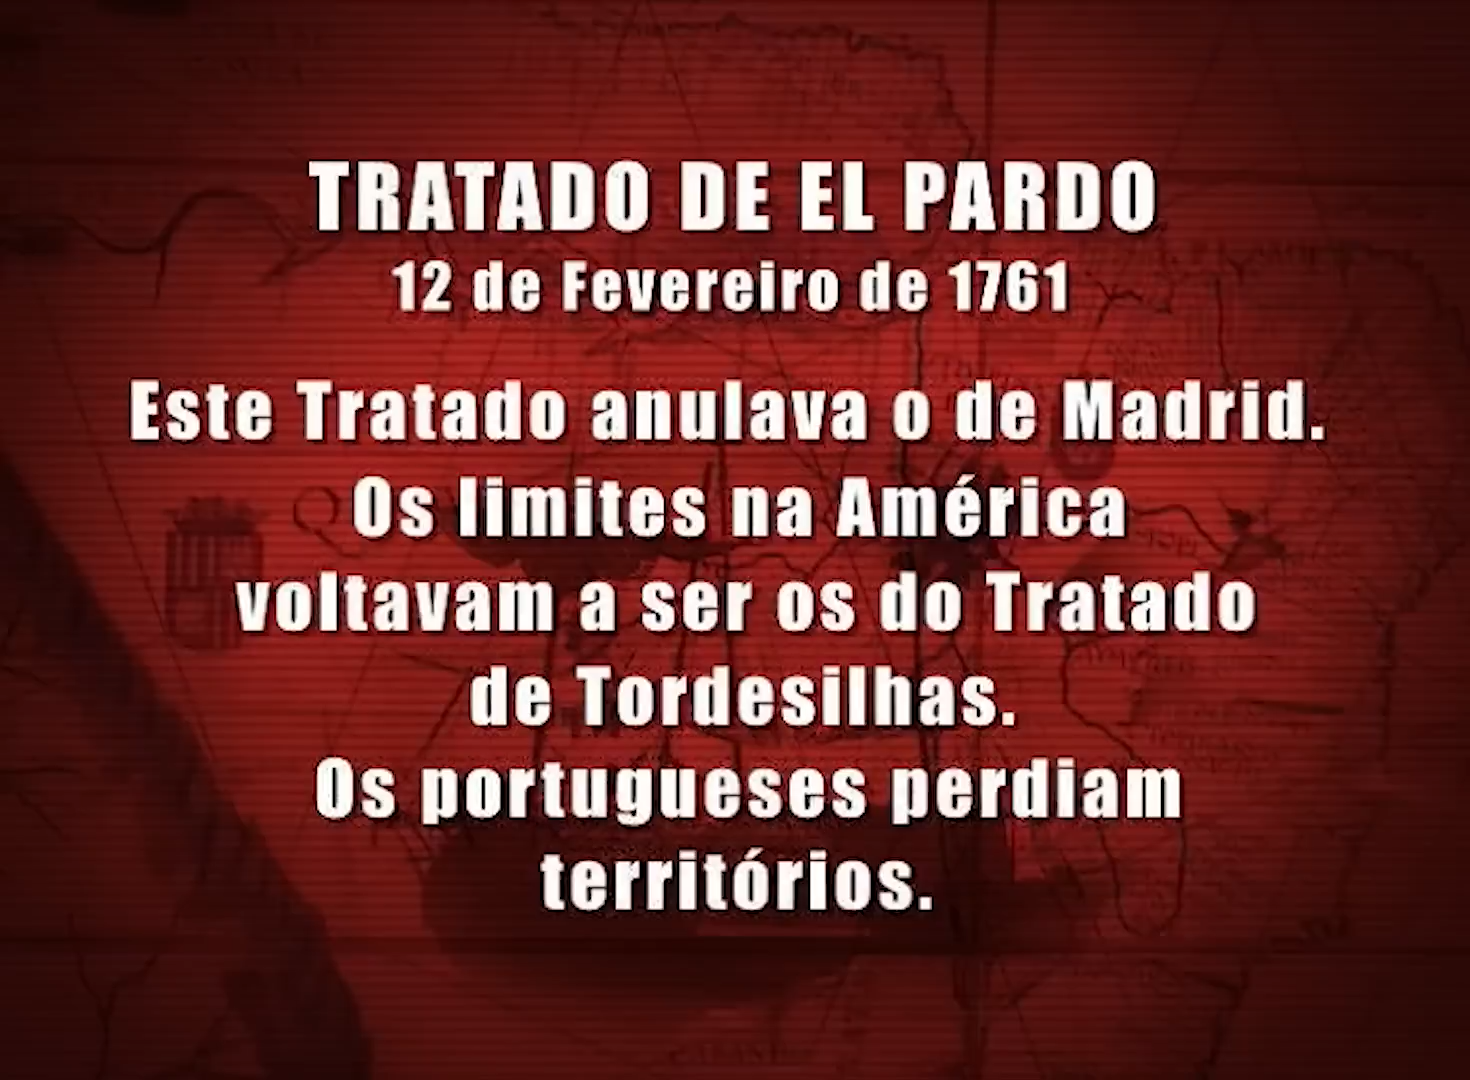 TRATADO DE EL PARDO
12 de Fevereiro de 1761
Este Tratado anulava o de Madrid.
Os limites na América
voltavam a ser os do Tratado
de Tordesilhas.
Os portugueses perdiam
territórios.